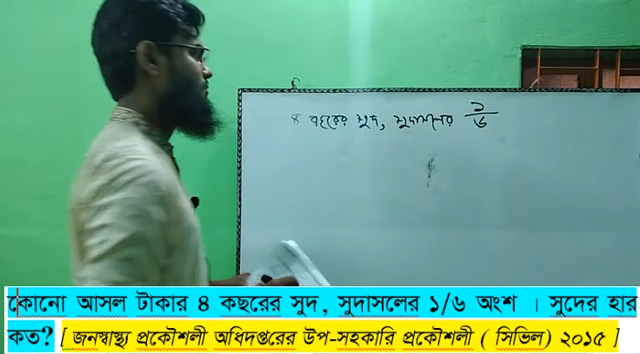 ৪ বছরের সুদ, সুদাসলের ১/৬
কোনো আসল টাকার ৪ কছরের সুদ, সুদাসলের ১/৬ অংশ । সুদের হার
কত? [ জনস্বাস্থ্য প্রকৌশলী অধিদপ্তরের উপ-সহকারি প্রকৌশলী ( সিভিল) ২০১৫ ]